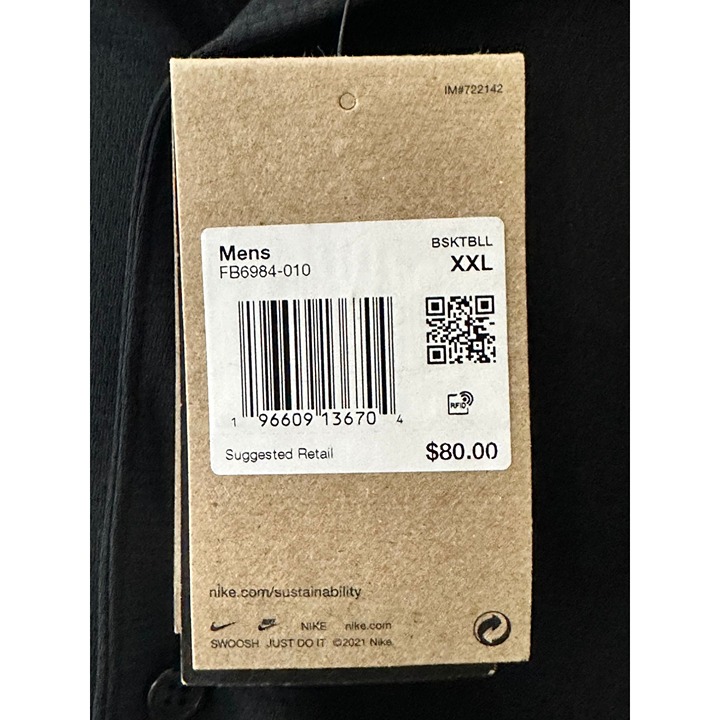 IM#722142
Mens
BSKTBLL
FB6984-010
XXL
RFID
1 96609 13670 4
Suggested Retail
$80.00
nike.com/sustainability
NIKE nike.com
SWOOSH JUST DO IT ©2021 Nike